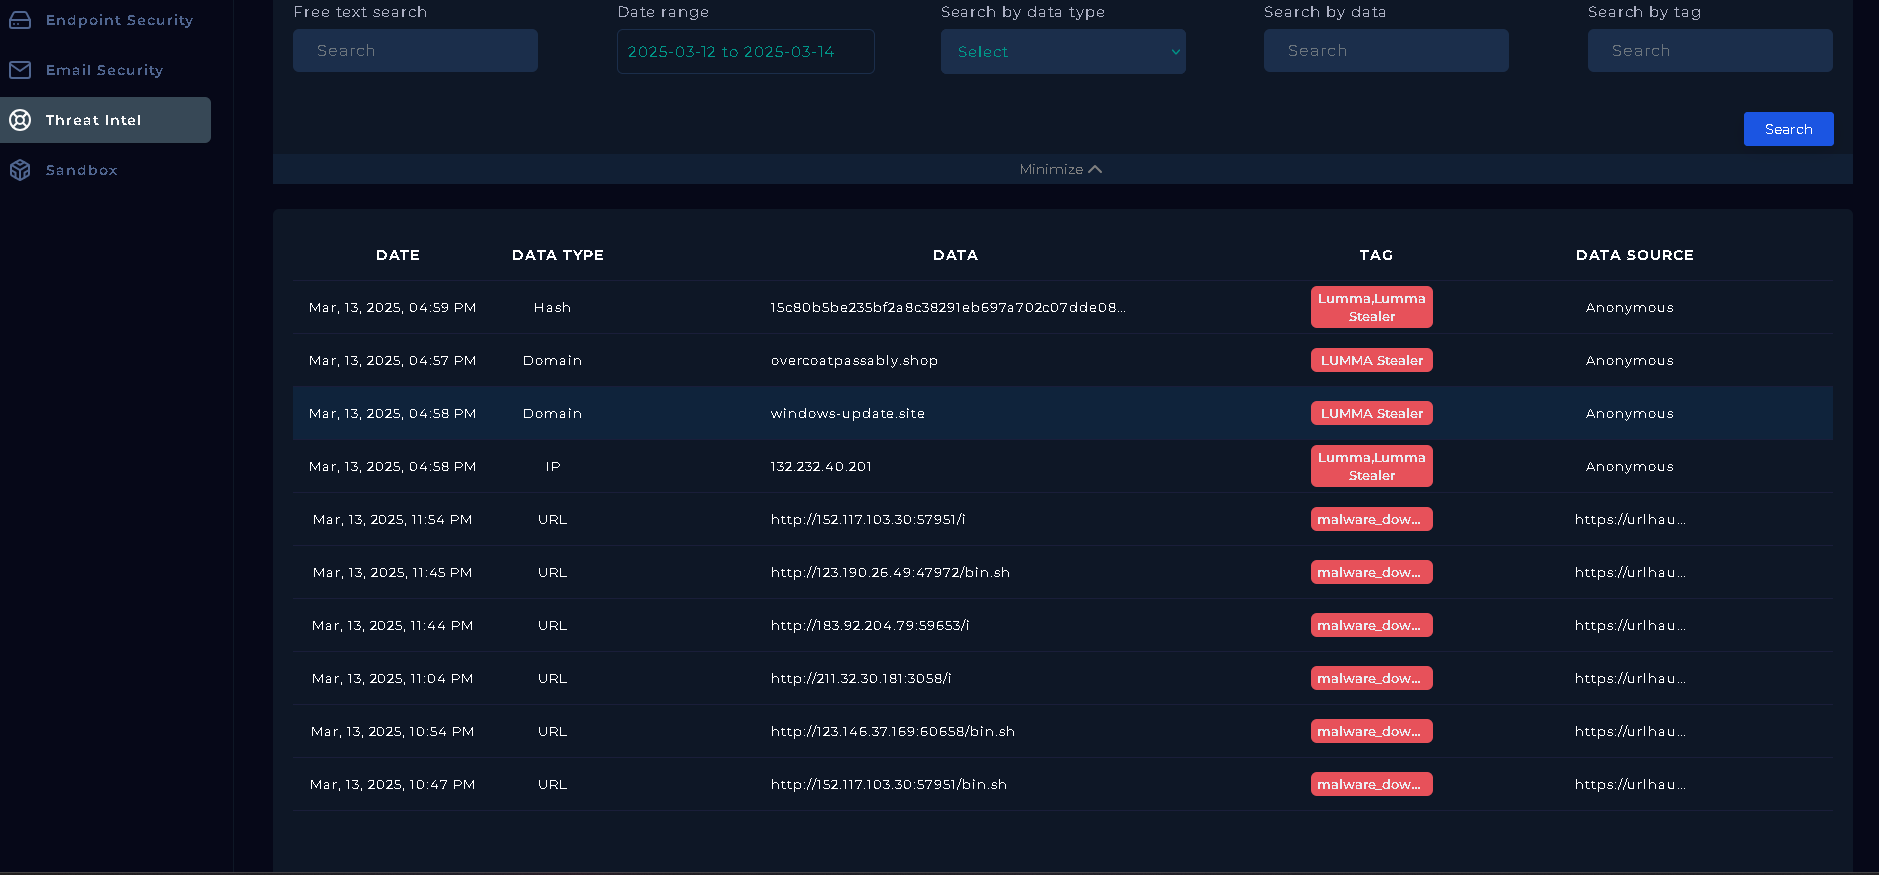 Endpoint Security
Email Security
Threat Intel
Sandbox
Free text search
Date range
Search by data type
Search by data
Search by tag
Search
2025-03-12 to 2025-03-14
Select
Search
Search
Search
Minimize
DATE DATA TYPE DATA TAG DATA SOURCE
Mar, 13, 2025, 04:59 PM Hash 15c80b5be235bf2a8c38291eb697a702c07dde08... Lumma,Lumma Stealer Anonymous
Mar, 13, 2025, 04:57 PM Domain overcoatpassably.shop LUMMA Stealer Anonymous
Mar, 13, 2025, 04:58 PM Domain windows-update.site LUMMA Stealer Anonymous
Mar, 13, 2025, 04:58 PM IP 132.232.40.201 Lumma,Lumma Stealer Anonymous
Mar, 13, 2025, 11:54 PM URL http://152.117.103.30:57951/i malware_dow... https://urlhau...
Mar, 13, 2025, 11:45 PM URL http://123.190.26.49:47972/bin.sh malware_dow... https://urlhau...
Mar, 13, 2025, 11:44 PM URL http://183.92.204.79:59653/i malware_dow... https://urlhau...
Mar, 13, 2025, 11:04 PM URL http://211.32.30.181:3058/i malware_dow... https://urlhau...
Mar, 13, 2025, 10:54 PM URL http://123.146.37.169:60658/bin.sh malware_dow... https://urlhau...
Mar, 13, 2025, 10:47 PM URL http://152.117.103.30:57951/bin.sh malware_dow... https://urlhau...